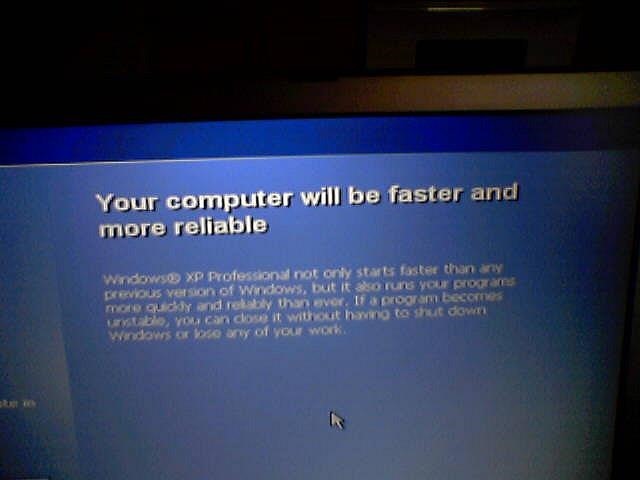 Your computer will be faster and
more reliable
Windows® XP Professional not only starts faster than any
previous version of Windows, but it also runs your programs
more quickly and reliably than ever. If a program becomes
unstable, you can close it without having to shut down
Windows or lose any of your work.
in